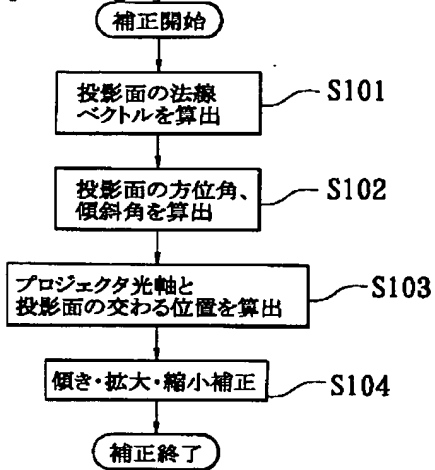 補正開始
投影面の法線
ベクトルを算出
S101
投影面の方位角、
傾斜角を算出
S102
プロジェクタ光軸と
投影面の交わる位置を算出
S103
傾き・拡大・縮小補正
S104
補正終了